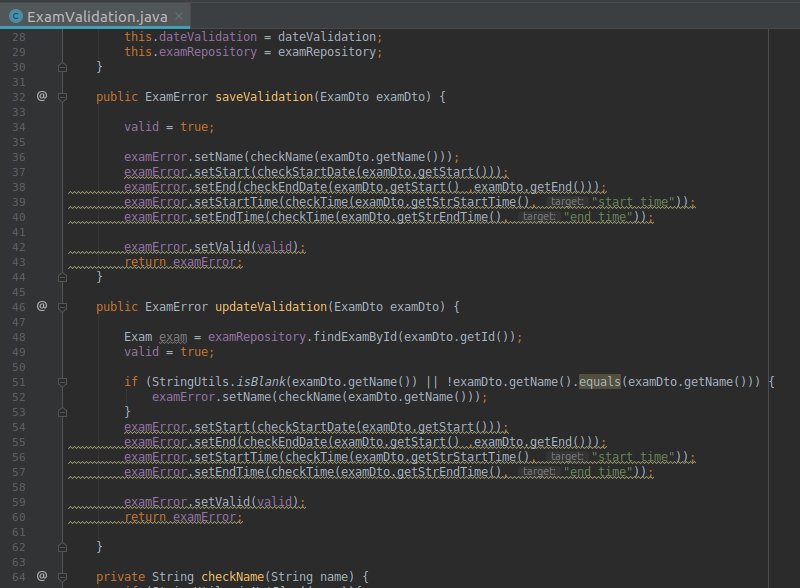 ExamValidation.java
28 this.dateValidation = dateValidation;
29 this.examRepository = examRepository;
30 }
31
32 @ public ExamError saveValidation(ExamDto examDto) {
33
34 valid = true;
35
36 examError.setName(checkName(examDto.getName()));
37 examError.setStart(checkStartDate(examDto.getStart()));
38 examError.setEnd(checkEndDate(examDto.getStart() ,examDto.getEnd()));
39 examError.setStartTime(checkTime(examDto.getStrStartTime(), target: "start time"));
40 examError.setEndTime(checkTime(examDto.getStrEndTime(), target: "end time"));
41
42 examError.setValid(valid);
43 return examError;
44 }
45
46 @ public ExamError updateValidation(ExamDto examDto) {
47
48 Exam exam = examRepository.findExamById(examDto.getId());
49 valid = true;
50
51 if (StringUtils.isBlank(examDto.getName()) || !examDto.getName().equals(examDto.getName())) {
52 examError.setName(checkName(examDto.getName()));
53 }
54 examError.setStart(checkStartDate(examDto.getStart()));
55 examError.setEnd(checkEndDate(examDto.getStart() ,examDto.getEnd()));
56 examError.setStartTime(checkTime(examDto.getStrStartTime(), target: "start time"));
57 examError.setEndTime(checkTime(examDto.getStrEndTime(), target: "end time"));
58
59 examError.setValid(valid);
60 return examError;
61
62 }
63
64 @ private String checkName(String name) {